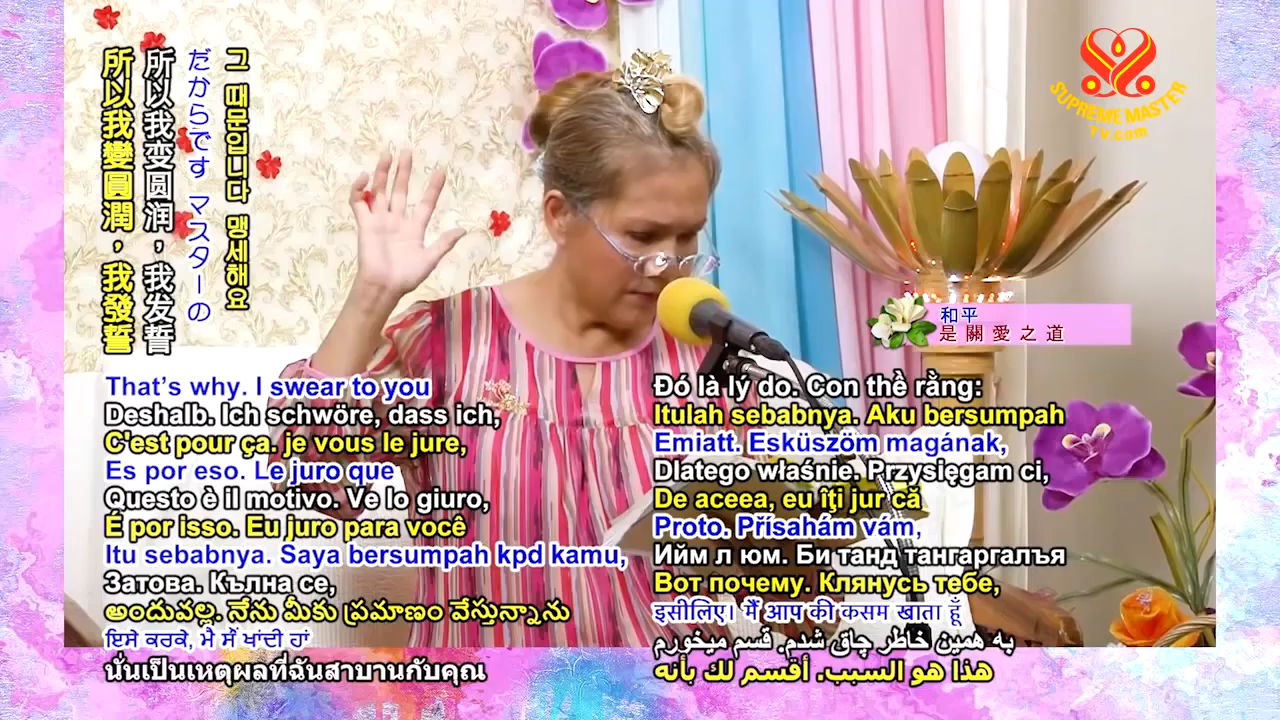 그 때문입니다 맹세해요
だからです マスターの
所以我变圆润，我发誓
所以我變圓潤，我發誓
SUPREME MASTER
TV.com
和平
是關愛之道
That's why. I swear to you
Deshalb. Ich schwöre, dass ich,
C'est pour ça. je vous le jure,
Es por eso. Le juro que
Questo è il motivo. Ve lo giuro,
É por isso. Eu juro para você
Itu sebabnya. Saya bersumpah kpd kamu,
Затова. Кълна се,
అందువల్ల. నేను మీకు ప్రమాణం చేస్తున్నాను
ਇਸੇ ਕਰਕੇ, ਮੈ ਸੌਂ ਖਾਂਦੀ ਹਾਂ
นั่นเป็นเหตุผลที่ฉันสาบานกับคุณ
Đó là lý do. Con thề rằng:
Itulah sebabnya. Aku bersumpah
Emiatt. Esküszöm magának,
Dlatego właśnie. Przysięgam ci,
De aceea, eu îţi jur că
Proto. Přísahám vám,
Ийм л юм. Би танд тангаргалъя
Вот почему. Клянусь тебе,
इसीलिए। मैं आप की कसम खाता हूँ
به همین خاطر چاق شدم. قسم میخورم
هذا هو السبب. أقسم لك بأنه